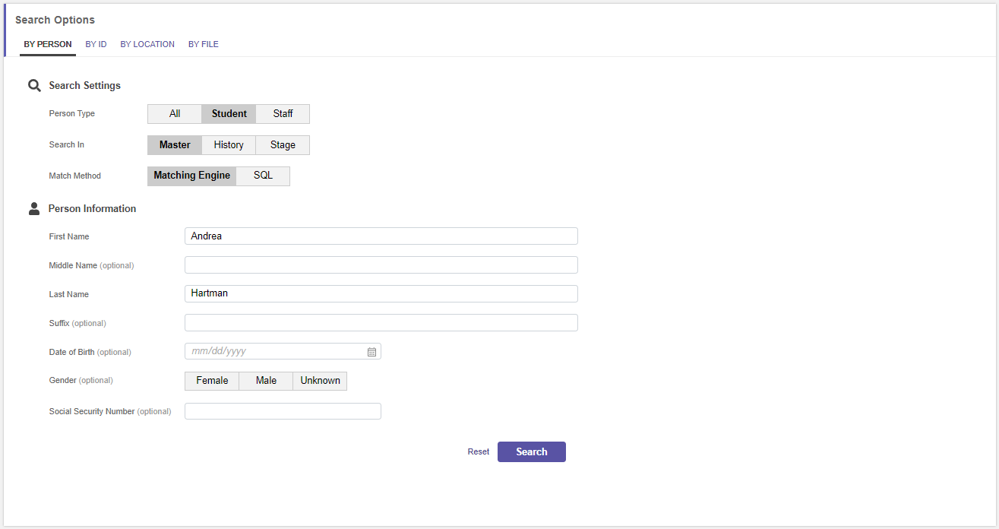 Search Options
BY PERSON BY ID BY LOCATION BY FILE
Search Settings
Person Type All Student Staff
Search In Master History Stage
Match Method Matching Engine SQL
Person Information
First Name Andrea
Middle Name (optional)
Last Name Hartman
Suffix (optional)
Date of Birth (optional) mm/dd/yyyy
Gender (optional) Female Male Unknown
Social Security Number (optional)
Reset Search